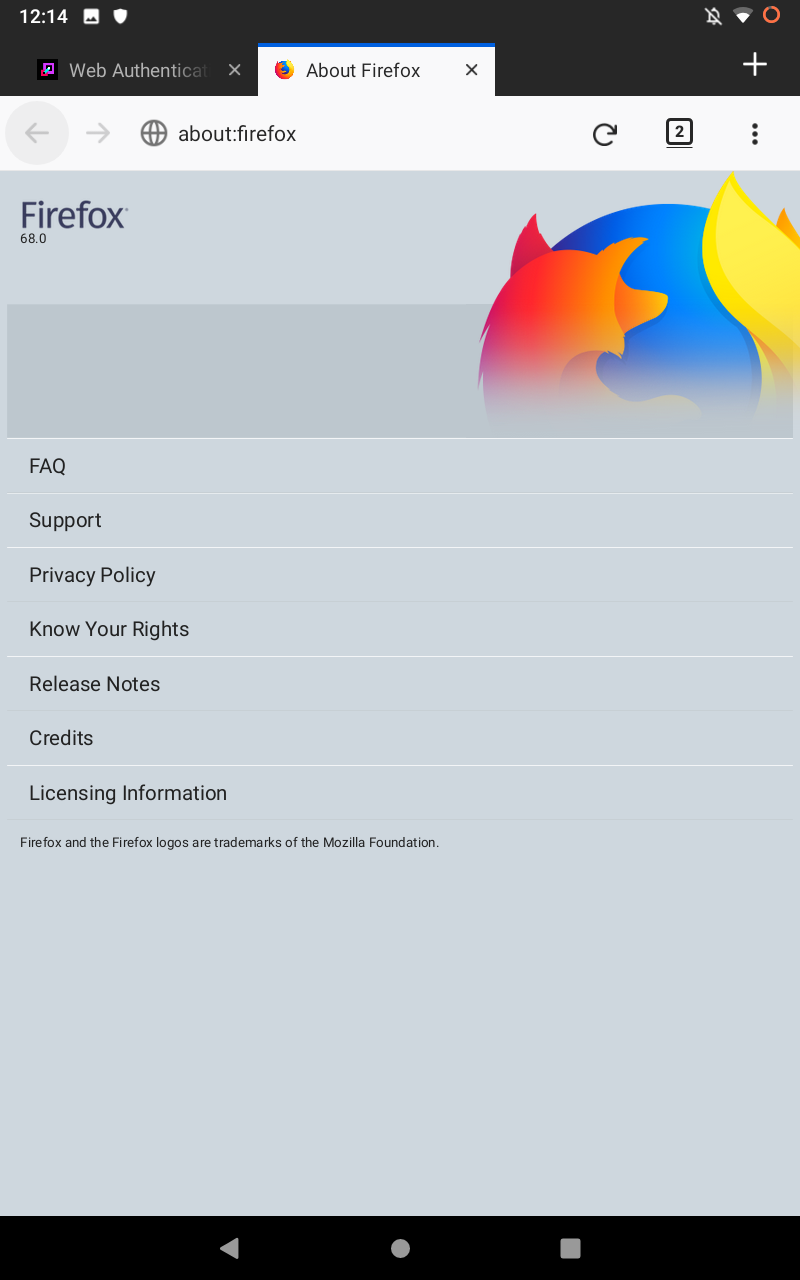 12:14
Web Authenticat
About Firefox
about:firefox
2
Firefox
68.0
FAQ
Support
Privacy Policy
Know Your Rights
Release Notes
Credits
Licensing Information
Firefox and the Firefox logos are trademarks of the Mozilla Foundation.